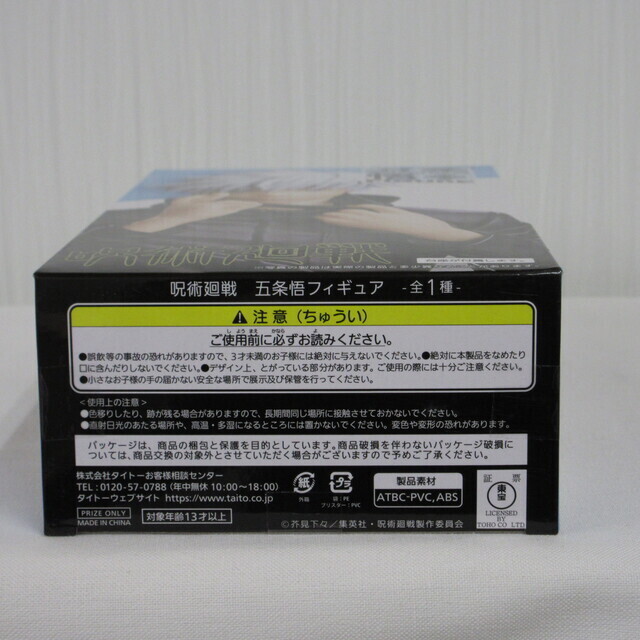 呪術廻戦 五条悟フィギュア -全1種-
注意（ちゅうい）
ご使用前に必ずお読みください。
●誤飲等の事故の恐れがありますので、3才未満のお子様には絶対に与えないでください。●絶対に本製品をなめたり
口に含んだりしないでください。●デザイン上、とがっている部分があります。ご使用の際には十分ご注意ください。
●小さなお子様の手の届かない安全な場所で展示及び保管を行ってください。
＜使用上の注意＞
●色移りしたり、跡が残る場合がありますので、長期間同じ場所に接触させておかないでください。
●直射日光のあたる場所や、高温・多湿になるところには置かないでください。変色や変形の恐れがあります。
パッケージは、商品の梱包と保護を目的としています。商品破損を伴わないパッケージ破損に
ついては、商品交換の対象外とさせていただく場合がございますので予めご了承ください。
株式会社タイトーお客様相談センター
TEL: 0120-57-0788 (年中無休 10:00~18:00)
タイトーウェブサイト https://www.taito.co.jp
紙
外箱
プラ
袋：PE
ブリスター：PVC
製品素材
ATBC-PVC, ABS
証票
東宝
LICENSED
BY
TOHO CO LTD
PRIZE ONLY
MADE IN CHINA
対象年齢13才以上
©芥見下々／集英社・呪術廻戦製作委員会